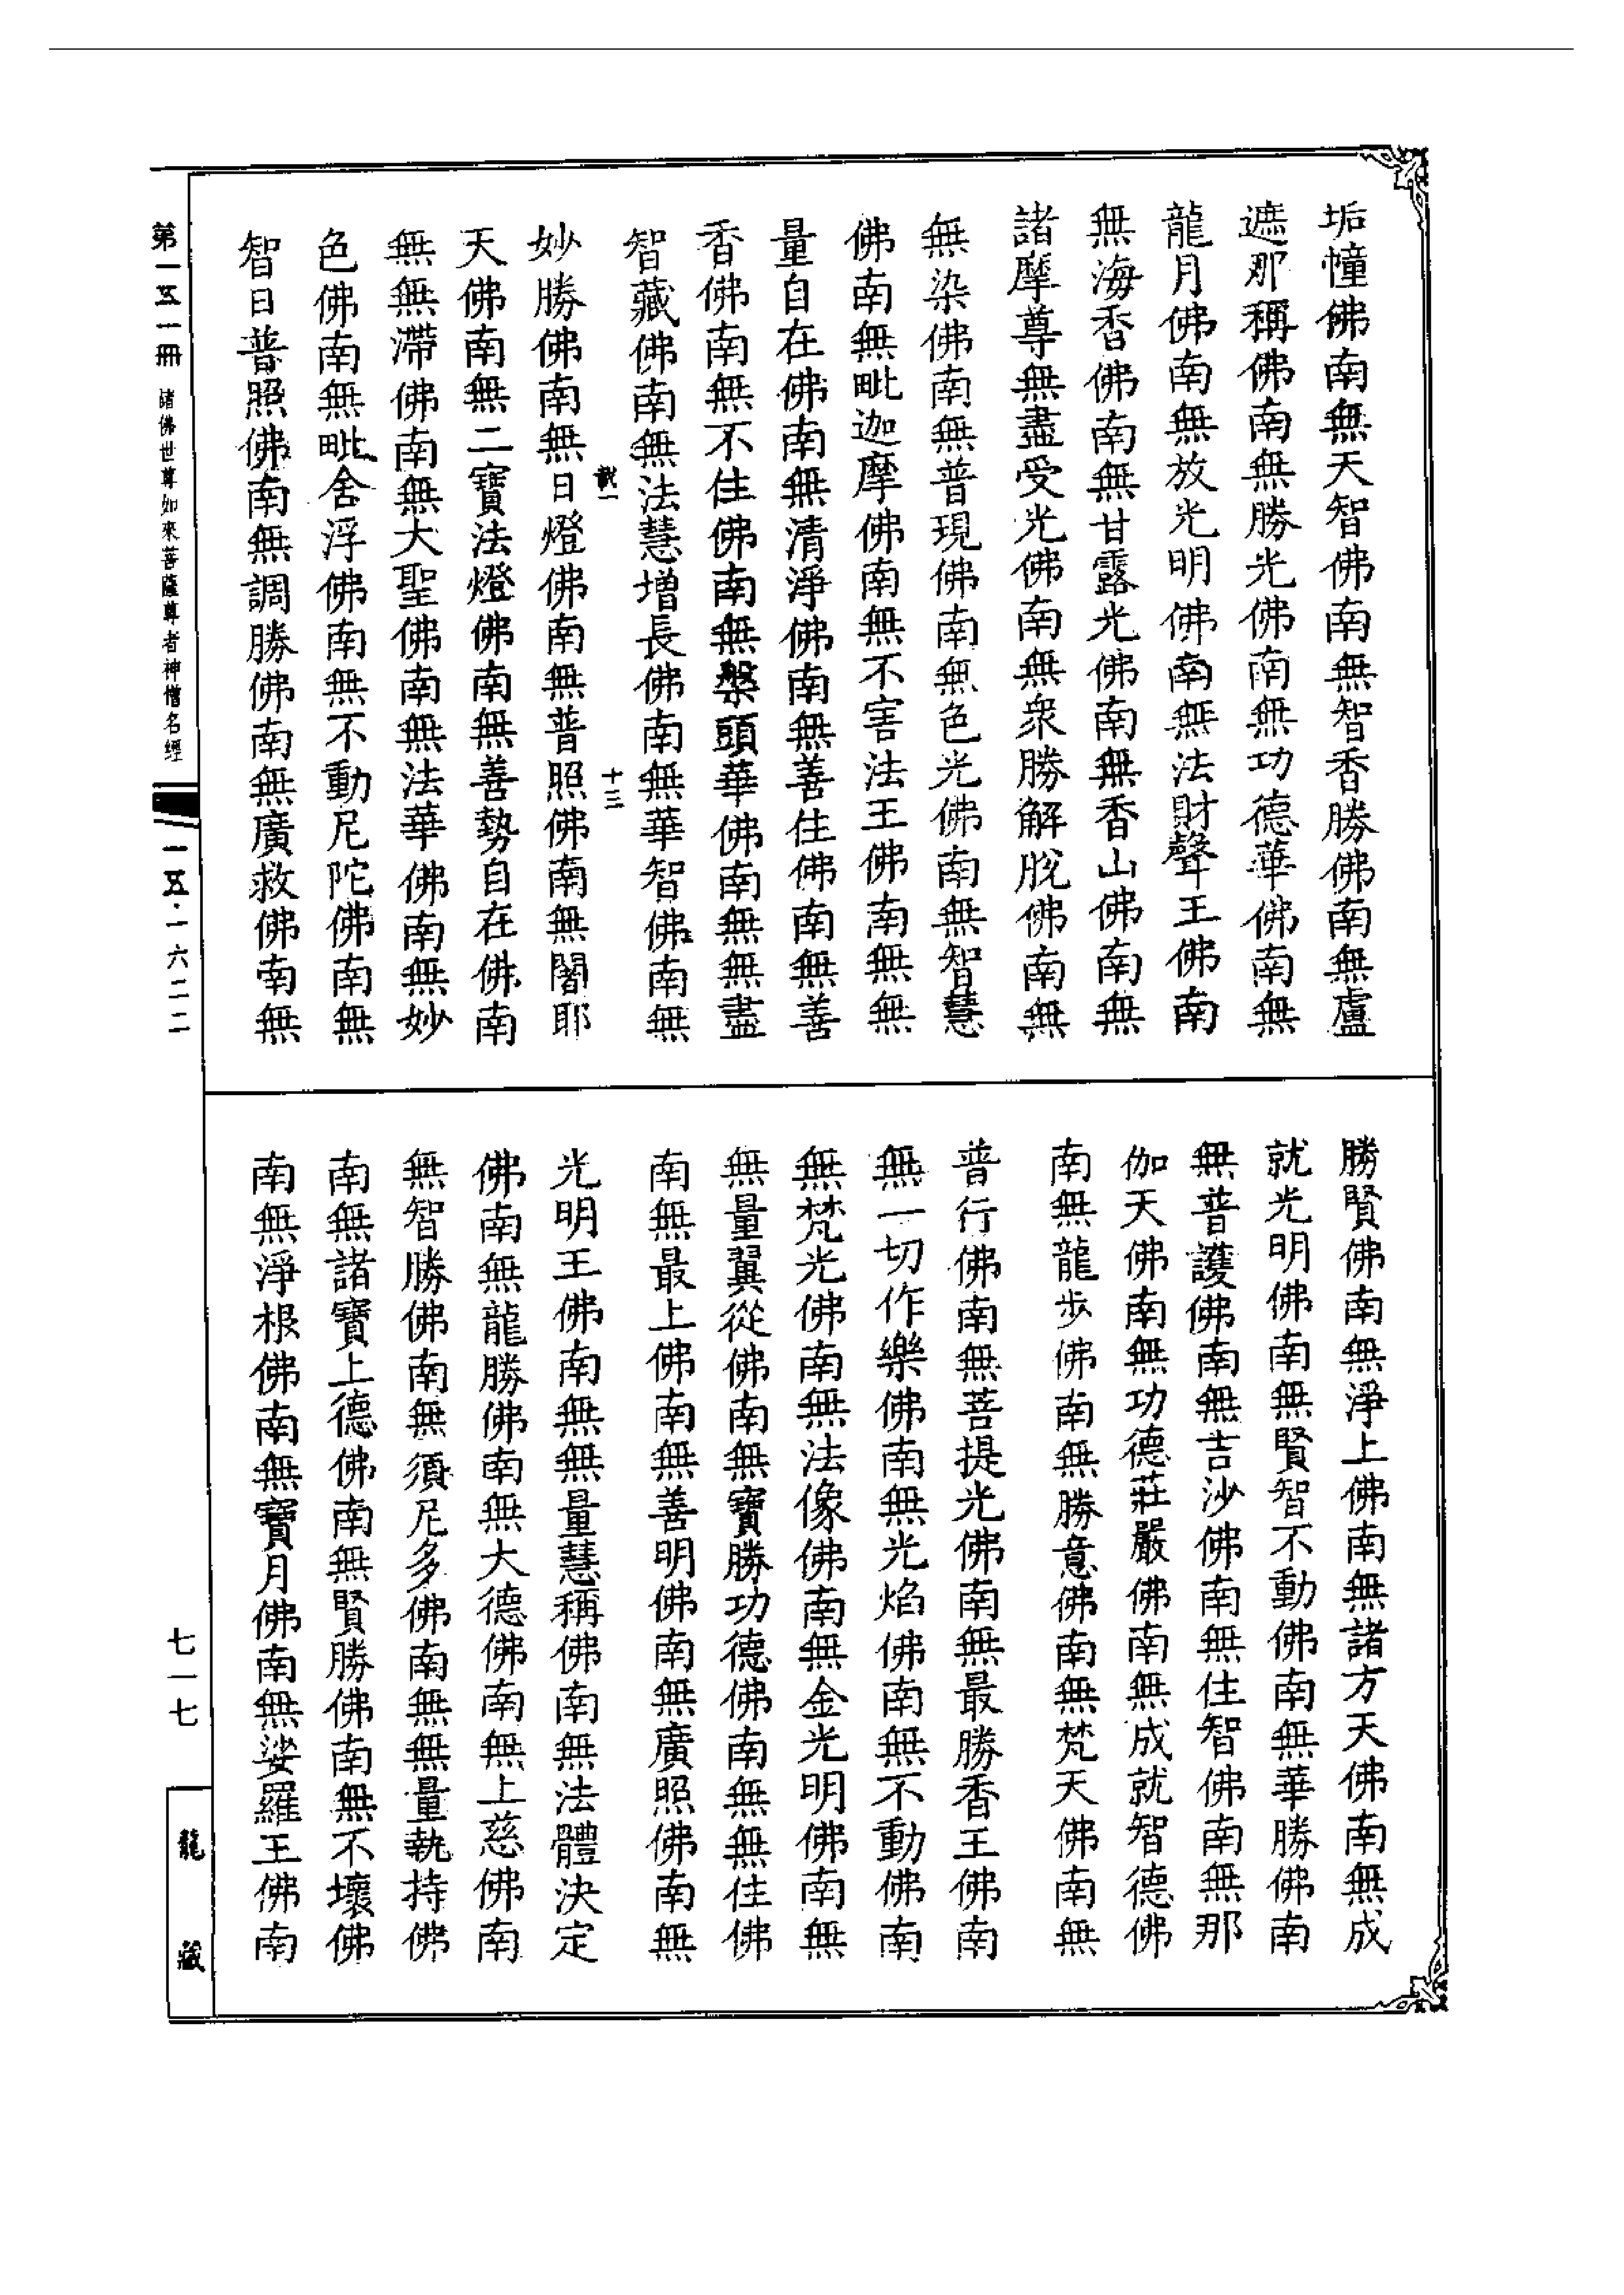 垢幢佛南無天智佛南無智香勝佛南無盧
遮那稱佛南無勝光佛南無功德華佛南無
龍月佛南無放光明佛南無法財聲王佛南
無海香佛南無甘露光佛南無香山佛南無
諸摩尊無盡受光佛南無眾勝解脫佛南無
無染佛南無普現佛南無色光佛南無智慧
佛南無毗迦摩佛南無不害法王佛南無無
量自在佛南無清淨佛南無善住佛南無善
香佛南無不住佛南無槃頭華佛南無無盡
智藏佛南無法慧增長佛南無華智佛南無
十三
妙勝佛南無日燈佛南無普照佛南無闍耶
天佛南無二寶法燈佛南無善勢自在佛南
無無滯佛南無大聖佛南無法華佛南無妙
色佛南無毗舍浮佛南無不動尼陀佛南無
智日普照佛南無調勝佛南無廣救佛南無
勝賢佛南無淨上佛南無諸方天佛南無成
就光明佛南無賢智不動佛南無華勝佛南
無普護佛南無吉沙佛南無住智佛南無那
伽天佛南無功德莊嚴佛南無成就智德佛
南無龍步佛南無勝意佛南無梵天佛南無
普行佛南無菩提光佛南無最勝香王佛南
無一切作樂佛南無光焰佛南無不動佛南
無梵光佛南無法像佛南無金光明佛南無
無量翼從佛南無寶勝功德佛南無無住佛
南無最上佛南無善明佛南無廣照佛南無
光明王佛南無無量慧稱佛南無法體決定
佛南無龍勝佛南無大德佛南無上慈佛南
無智勝佛南無須尼多佛南無無量執持佛
南無諸寶上德佛南無賢勝佛南無不壞佛
南無淨根佛南無寶月佛南無娑羅王佛南
第一五一冊 諸佛世尊如來菩薩尊者神僧名經
一五·一六二二
七一七
龍藏